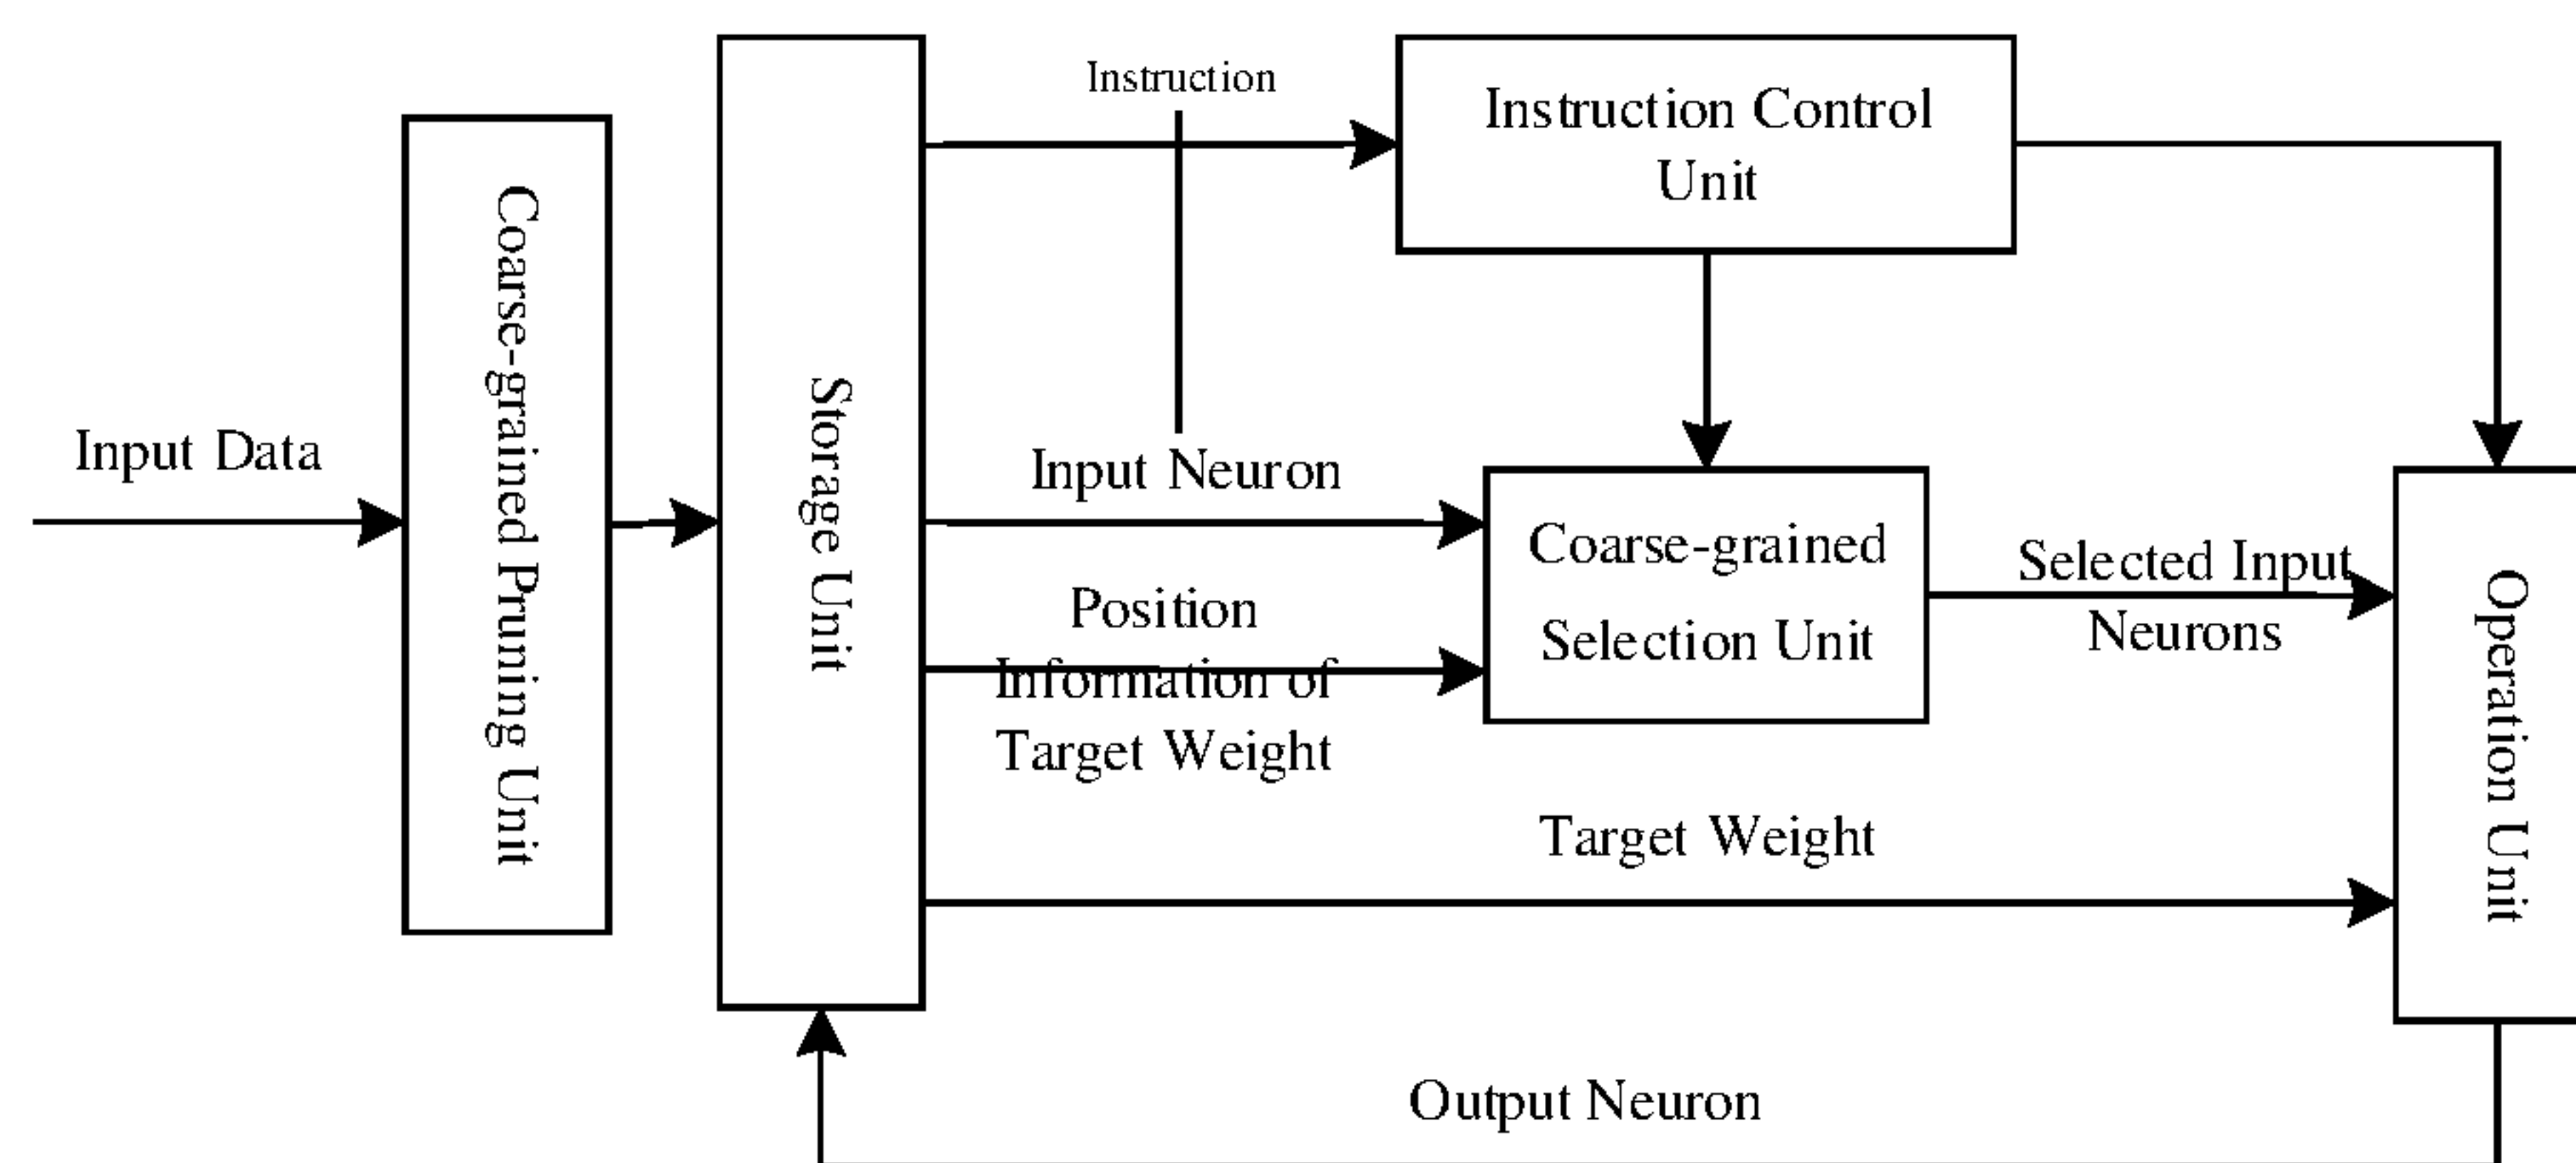 Input Data
Coarse-grained Pruning Unit
Storage Unit
Instruction
Instruction Control
Unit
Input Neuron
Position
Information of
Target Weight
Coarse-grained
Selection Unit
Selected Input
Neurons
Target Weight
Operation Unit
Output Neuron